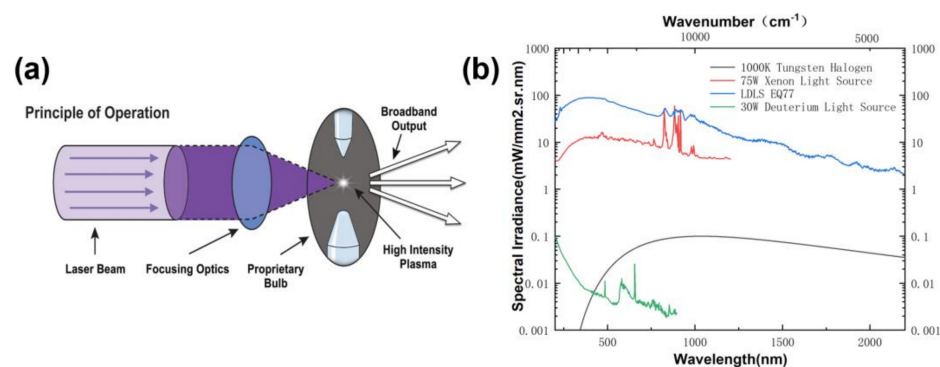 (a)
Principle of Operation
Broadband
Output
Laser Beam
Focusing Optics
Proprietary
Bulb
High Intensity
Plasma
(b)
Wavenumber (cm-1)
10000
5000
1000
100
10
1
0.1
0.01
0.001
Spectral Irradiance(mW/mm2.sr.nm)
1000K Tungsten Halogen
75W Xenon Light Source
LDLS EQ77
30W Deuterium Light Source
1000
100
10
1
0.1
0.01
0.001
500
1000
1500
2000
Wavelength(nm)